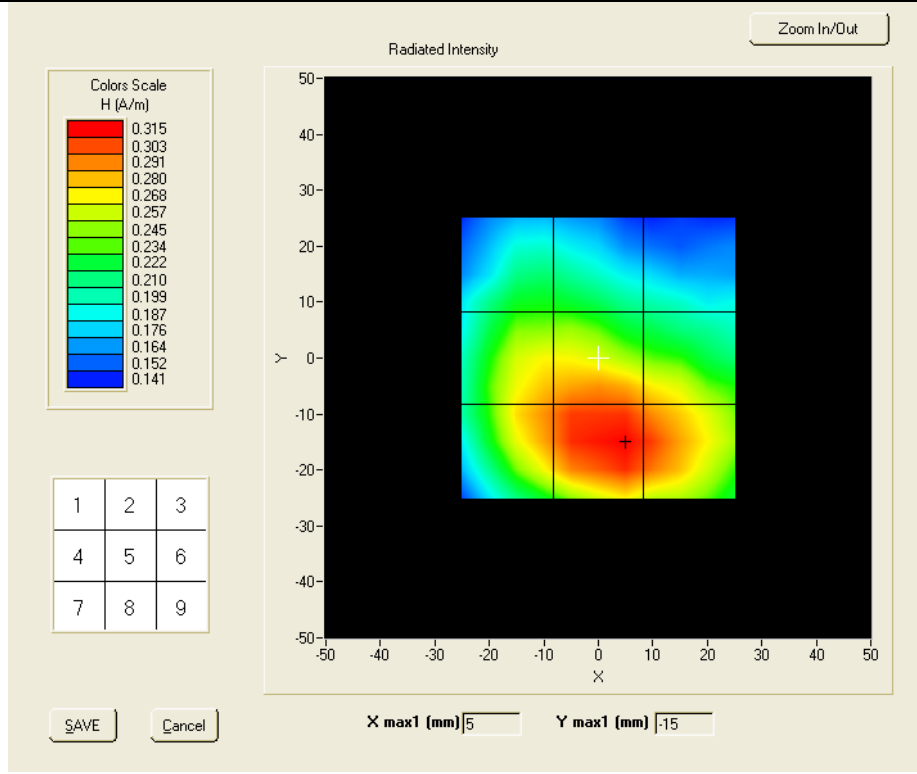 Zoom In/Out
Radiated Intensity
Colors Scale
H (A/m)
0.315
0.303
0.291
0.280
0.268
0.257
0.245
0.234
0.222
0.210
0.199
0.187
0.176
0.164
0.152
0.141
50
40
30
20
10
0
-10
-20
-30
-40
-50
Y
-50 -40 -30 -20 -10 0 10 20 30 40 50
X
1 2 3
4 5 6
7 8 9
SAVE Cancel
X max1 (mm) 5 Y max1 (mm) -15